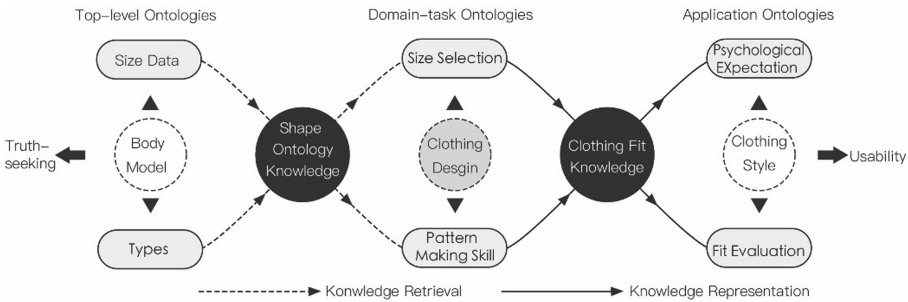 Top-level Ontologies
Domain-task Ontologies
Application Ontologies
Size Data
Size Selection
Psychological
EXpectation
Truth-
seeking
Body
Model
Shape
Ontology
Knowledge
Clothing
Desgin
Clothing Fit
Knowledge
Clothing
Style
Usability
Types
Pattern
Making Skill
Fit Evaluation
Konwledge Retrieval
Knowledge Representation